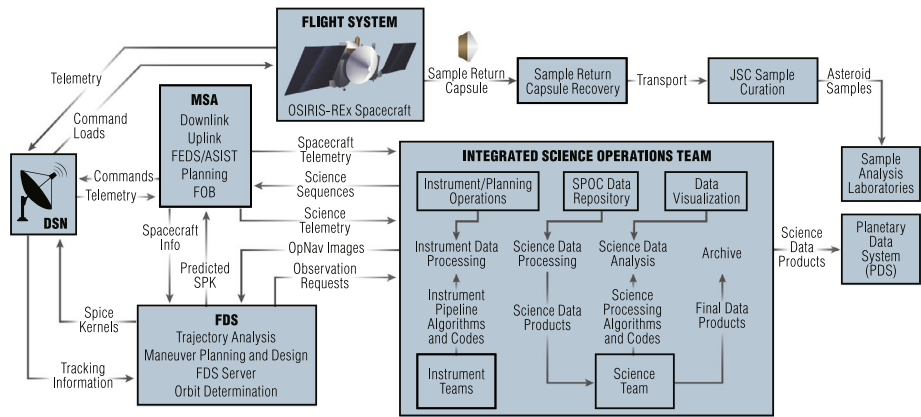 FLIGHT SYSTEM
OSIRIS-REx Spacecraft
Telemetry
Command
Loads
Sample Return
Capsule
Sample Return
Capsule Recovery
Transport
JSC Sample
Curation
Asteroid
Samples
Sample
Analysis
Laboratories
MSA
Downlink
Uplink
FEDS/ASIST
Planning
FOB
DSN
Commands
Telemetry
Spacecraft
Telemetry
Science
Sequences
Science
Telemetry
OpNav Images
Observation
Requests
Spacecraft
Info
Predicted
SPK
Spice
Kernels
Tracking
Information
FDS
Trajectory Analysis
Maneuver Planning and Design
FDS Server
Orbit Determination
INTEGRATED SCIENCE OPERATIONS TEAM
Instrument/Planning
Operations
SPOC Data
Repository
Data
Visualization
Instrument Data
Processing
Science Data
Processing
Science Data
Analysis
Archive
Instrument
Pipeline
Algorithms
and Codes
Science Data
Products
Science
Processing
Algorithms
and Codes
Final Data
Products
Instrument
Teams
Science
Team
Science
Data
Products
Planetary
Data
System
(PDS)